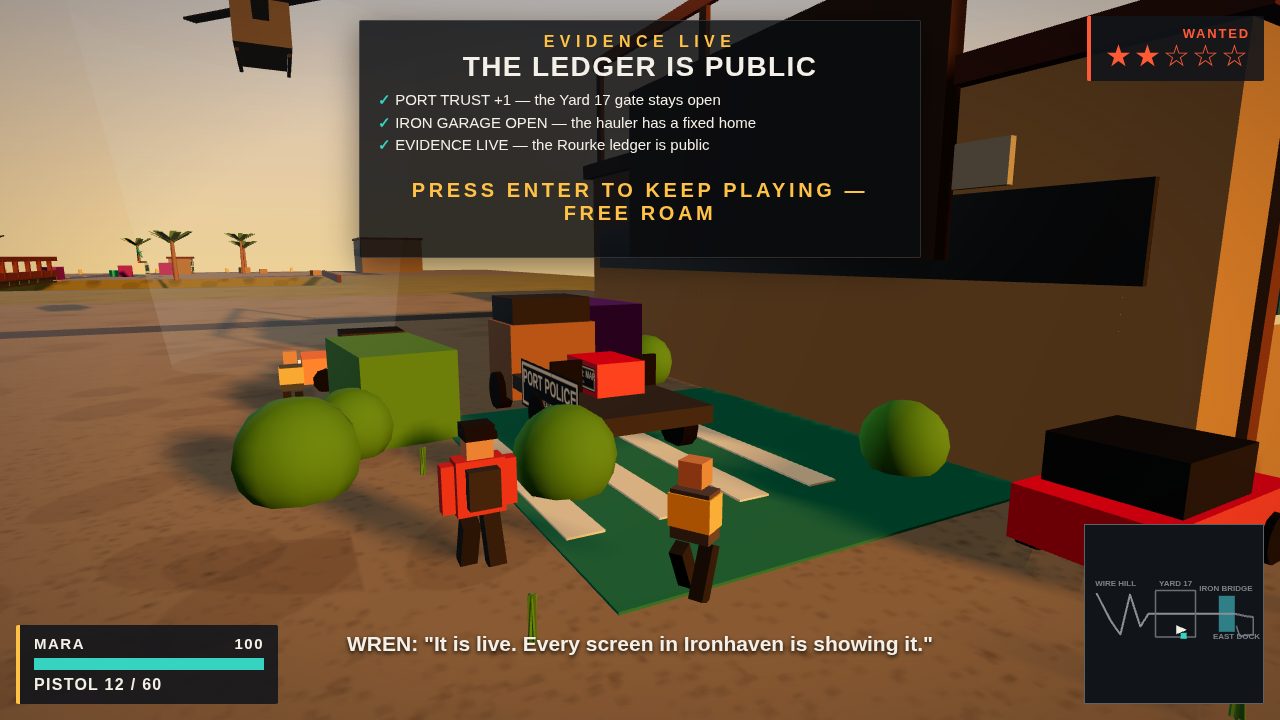 EVIDENCE LIVE
THE LEDGER IS PUBLIC
✓ PORT TRUST +1 — the Yard 17 gate stays open
✓ IRON GARAGE OPEN — the hauler has a fixed home
✓ EVIDENCE LIVE — the Rourke ledger is public
PRESS ENTER TO KEEP PLAYING —
FREE ROAM
WANTED
★★☆☆☆
PORT POLICE
WIRE HILL
YARD 17
IRON BRIDGE
EAST DOCK
MARA 100
PISTOL 12 / 60
WREN: "It is live. Every screen in Ironhaven is showing it."